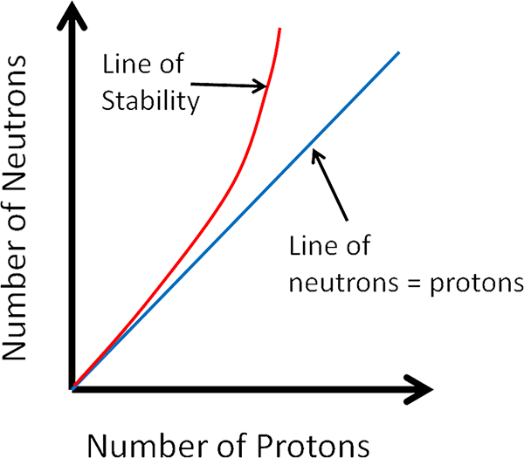 Line of
Stability
Number of Neutrons
Line of
neutrons = protons
Number of Protons